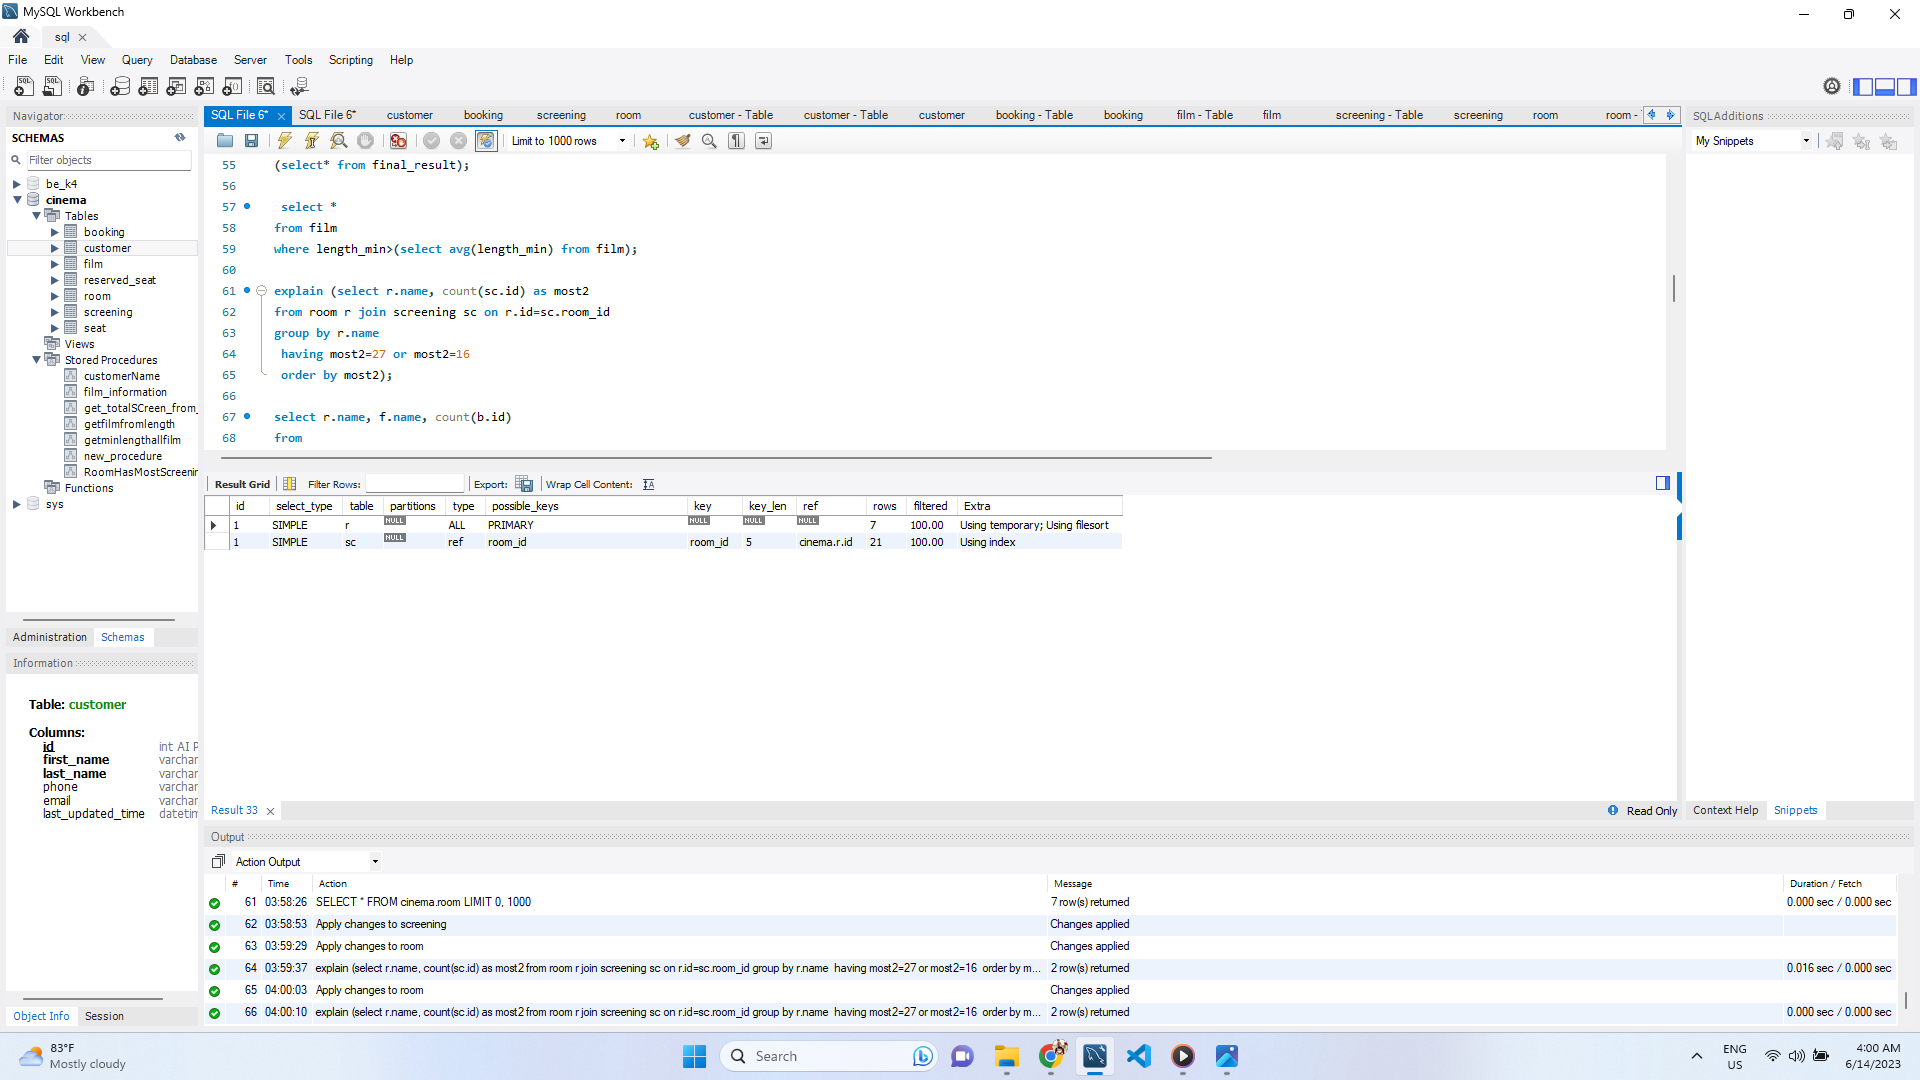 MySQL Workbench
sql
File Edit View Query Database Server Tools Scripting Help
Navigator
SCHEMAS
Filter objects
be_k4
cinema
Tables
booking
customer
film
reserved_seat
room
screening
seat
Views
Stored Procedures
customerName
film_information
get_totalSCreen_from_
getfilmfromlength
getminlengthallfilm
new_procedure
RoomHasMostScreenin
Functions
sys
Administration Schemas
Information
Table: customer
Columns:
id int AI P
first_name varchar
last_name varchar
phone varchar
email varchar
last_updated_time datetim
Object Info Session
SQL File 6* SQL File 6* customer booking screening room customer - Table customer - Table customer booking - Table booking film - Table film screening - Table screening room room -
Limit to 1000 rows
55 (select* from final_result);
56
57 select *
58 from film
59 where length_min>(select avg(length_min) from film);
60
61 explain (select r.name, count(sc.id) as most2
62 from room r join screening sc on r.id=sc.room_id
63 group by r.name
64 having most2=27 or most2=16
65 order by most2);
66
67 select r.name, f.name, count(b.id)
68 from
Result Grid Filter Rows: Export: Wrap Cell Content:
id select_type table partitions type possible_keys key key_len ref rows filtered Extra
1 SIMPLE r NULL ALL PRIMARY NULL NULL NULL 7 100.00 Using temporary; Using filesort
1 SIMPLE sc NULL ref room_id room_id 5 cinema.r.id 21 100.00 Using index
Result 33
Read Only
SQLAdditions
My Snippets
Context Help Snippets
Output
Action Output
# Time Action Message Duration / Fetch
61 03:58:26 SELECT * FROM cinema.room LIMIT 0, 1000 7 row(s) returned 0.000 sec / 0.000 sec
62 03:58:53 Apply changes to screening Changes applied
63 03:59:29 Apply changes to room Changes applied
64 03:59:37 explain (select r.name, count(sc.id) as most2 from room r join screening sc on r.id=sc.room_id group by r.name having most2=27 or most2=16 order by m... 2 row(s) returned 0.016 sec / 0.000 sec
65 04:00:03 Apply changes to room Changes applied
66 04:00:10 explain (select r.name, count(sc.id) as most2 from room r join screening sc on r.id=sc.room_id group by r.name having most2=27 or most2=16 order by m... 2 row(s) returned 0.000 sec / 0.000 sec
83°F
Mostly cloudy
Search
ENG
US
4:00 AM
6/14/2023